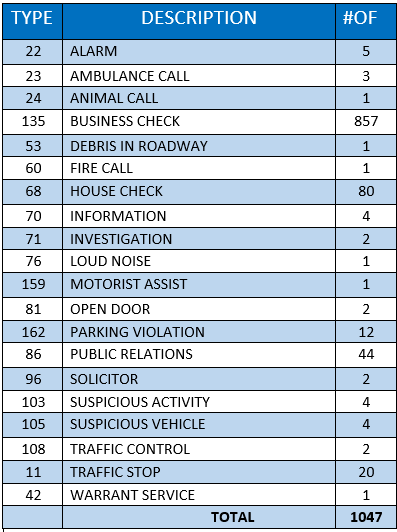 TYPE DESCRIPTION #OF
22 ALARM 5
23 AMBULANCE CALL 3
24 ANIMAL CALL 1
135 BUSINESS CHECK 857
53 DEBRIS IN ROADWAY 1
60 FIRE CALL 1
68 HOUSE CHECK 80
70 INFORMATION 4
71 INVESTIGATION 2
76 LOUD NOISE 1
159 MOTORIST ASSIST 1
81 OPEN DOOR 2
162 PARKING VIOLATION 12
86 PUBLIC RELATIONS 44
96 SOLICITOR 2
103 SUSPICIOUS ACTIVITY 4
105 SUSPICIOUS VEHICLE 4
108 TRAFFIC CONTROL 2
11 TRAFFIC STOP 20
42 WARRANT SERVICE 1
TOTAL 1047